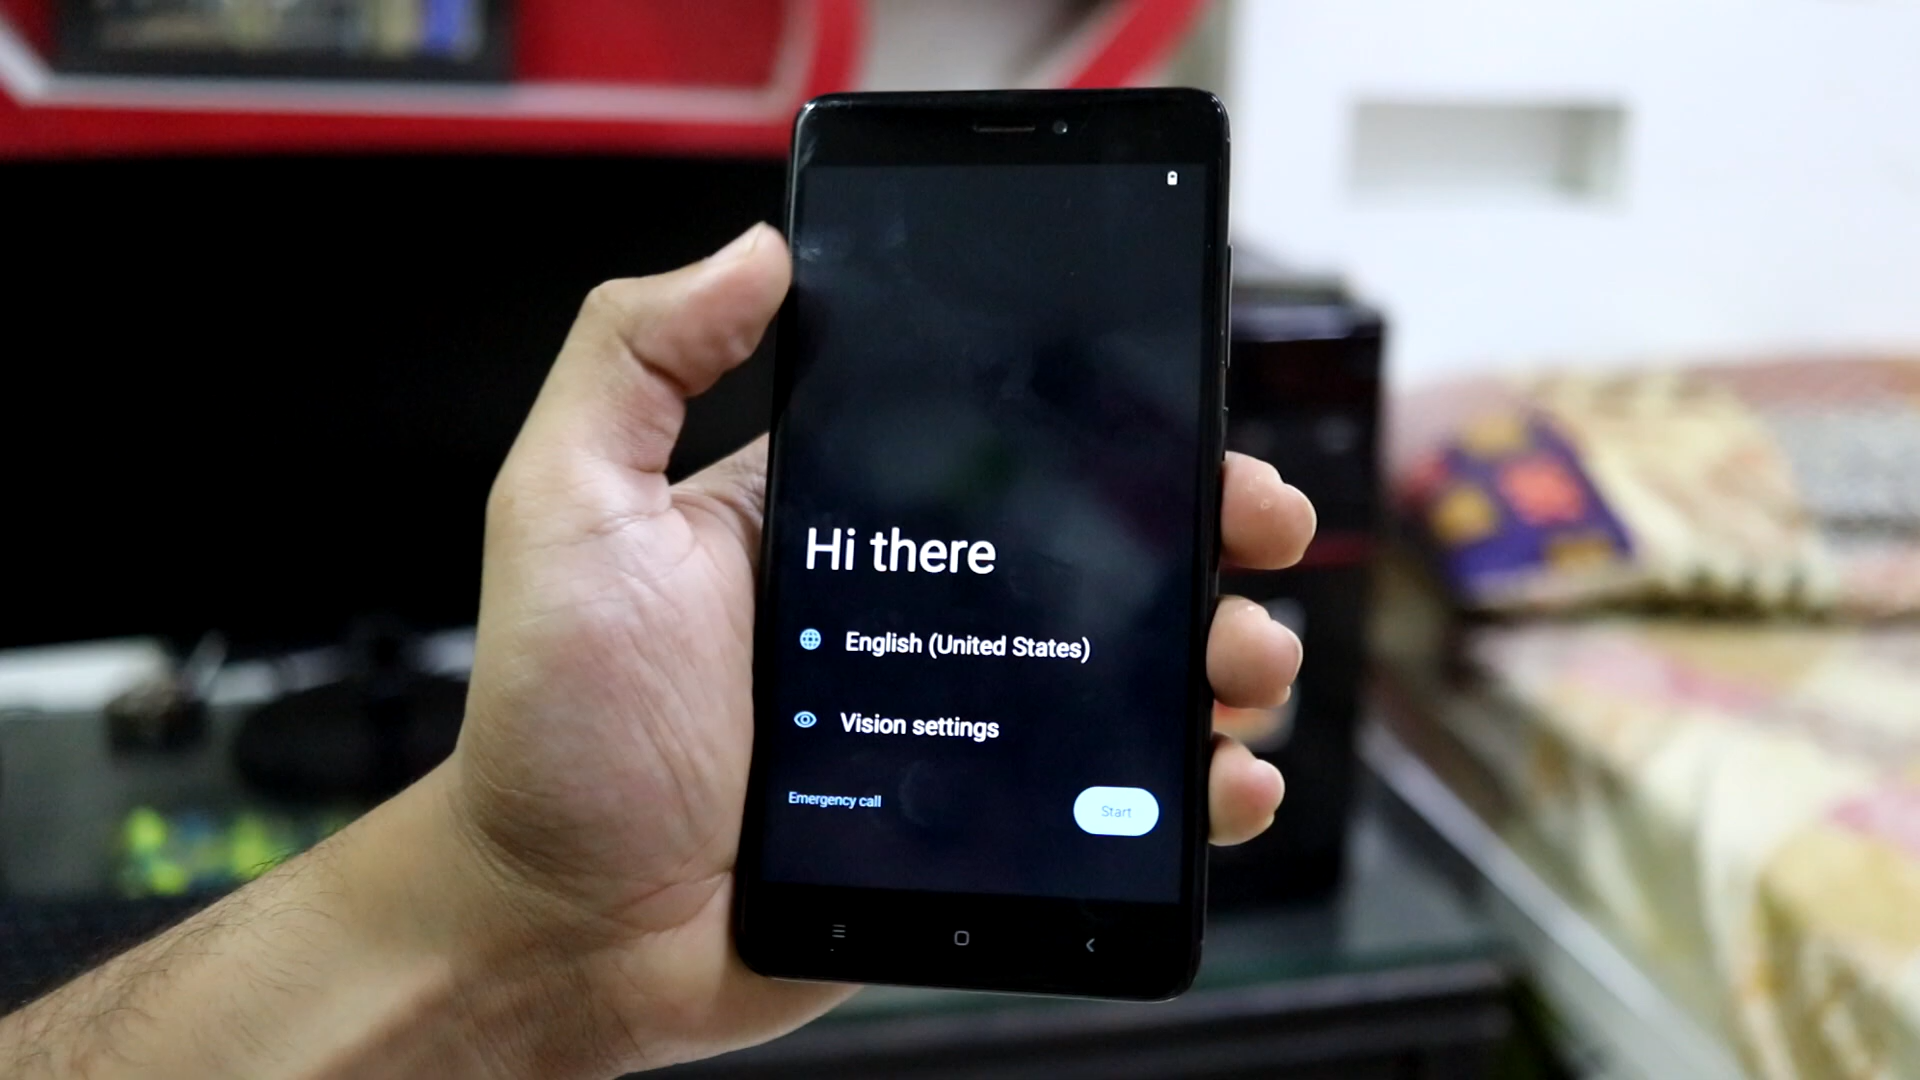 Hi there
English (United States)
Vision settings
Emergency call
Start